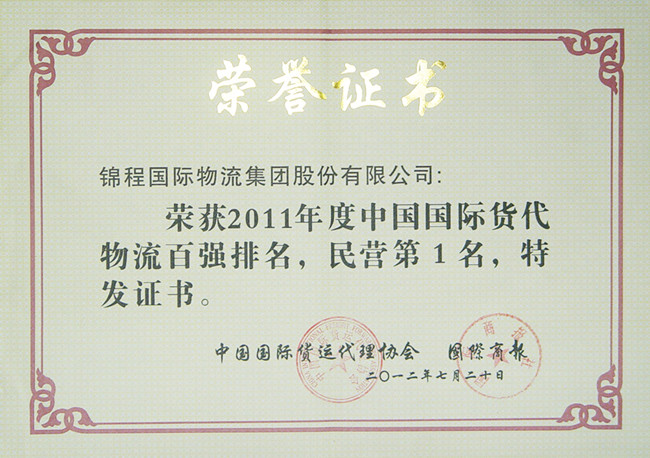 荣誉证书
锦程国际物流集团股份有限公司:
荣获2011年度中国国际货代
物流百强排名，民营第1名，特
发证书。
中国国际货运代理协会 国際商報
二〇一二年七月二十日